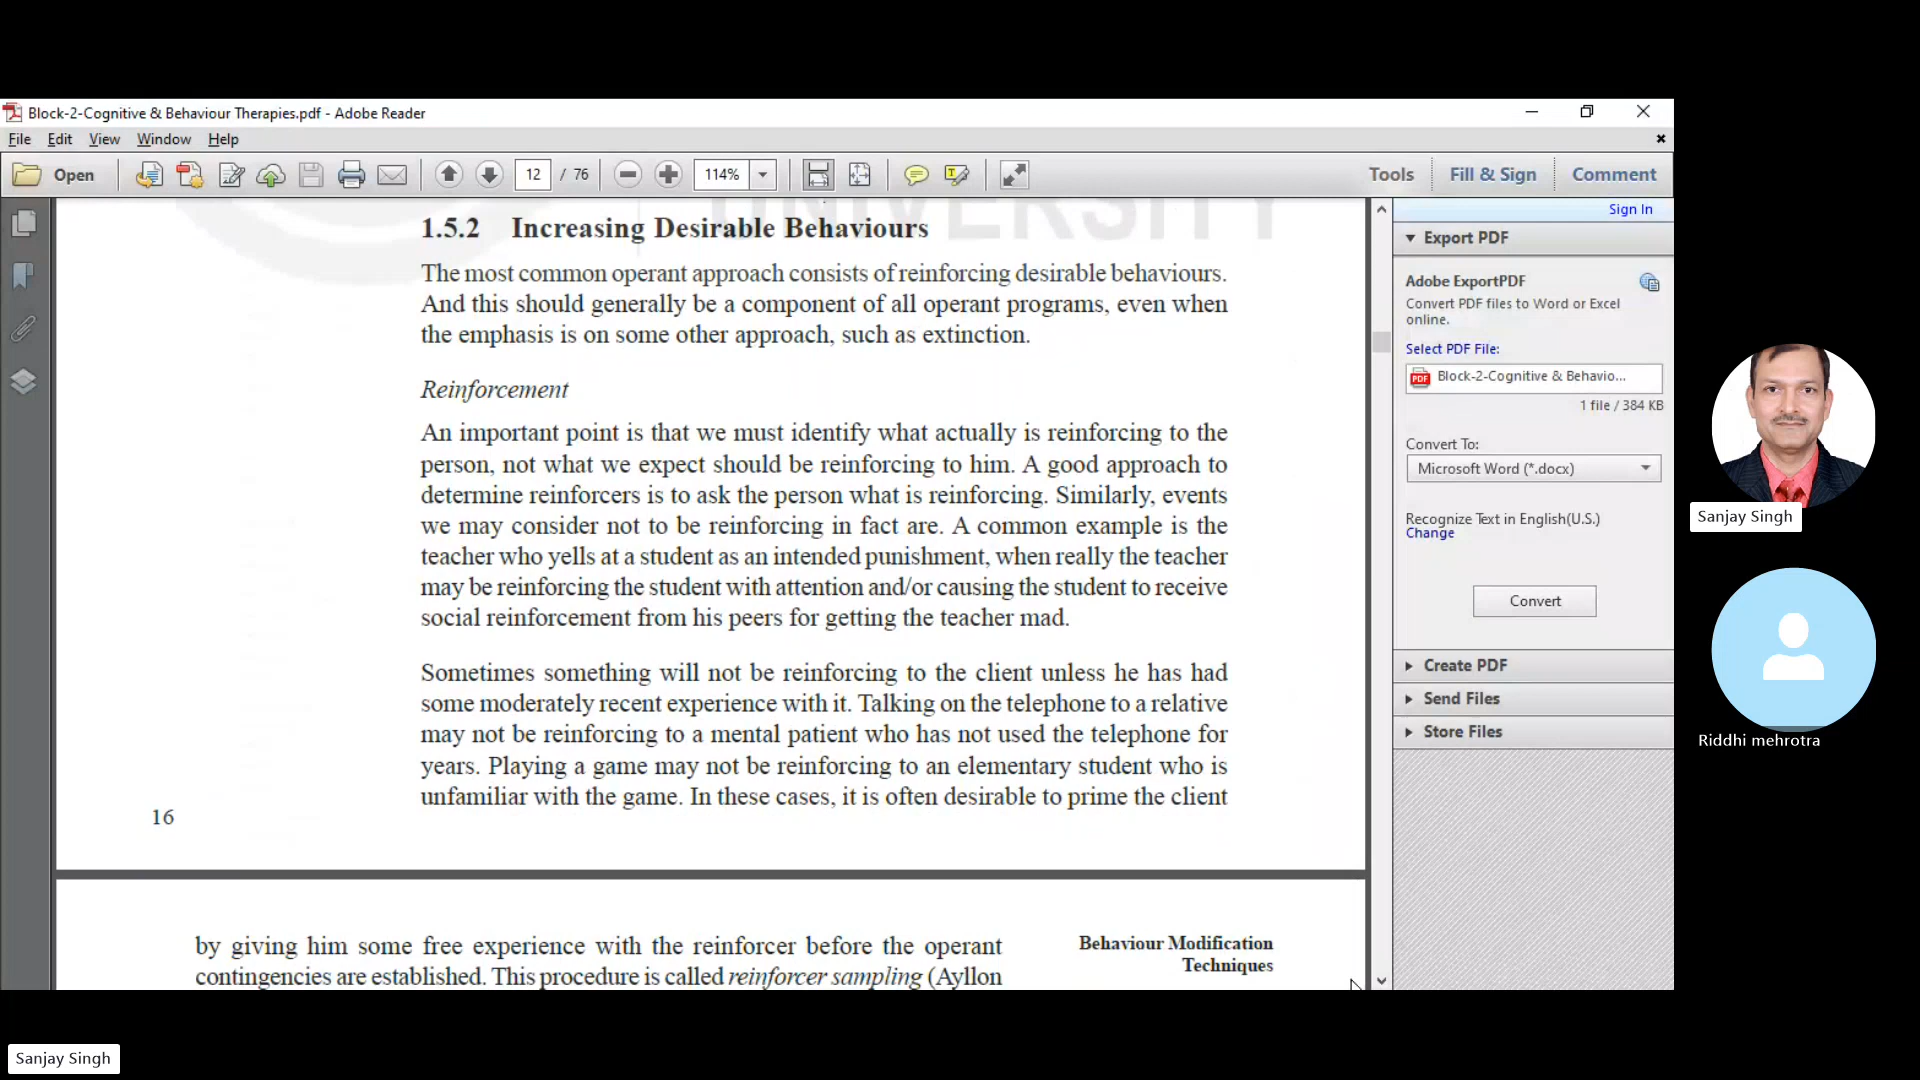 Block-2-Cognitive & Behaviour Therapies.pdf - Adobe Reader
File Edit View Window Help
Open 12 / 76 114% Tools Fill & Sign Comment
UNIVERSITY
1.5.2 Increasing Desirable Behaviours
The most common operant approach consists of reinforcing desirable behaviours.
And this should generally be a component of all operant programs, even when
the emphasis is on some other approach, such as extinction.
Reinforcement
An important point is that we must identify what actually is reinforcing to the
person, not what we expect should be reinforcing to him. A good approach to
determine reinforcers is to ask the person what is reinforcing. Similarly, events
we may consider not to be reinforcing in fact are. A common example is the
teacher who yells at a student as an intended punishment, when really the teacher
may be reinforcing the student with attention and/or causing the student to receive
social reinforcement from his peers for getting the teacher mad.
Sometimes something will not be reinforcing to the client unless he has had
some moderately recent experience with it. Talking on the telephone to a relative
may not be reinforcing to a mental patient who has not used the telephone for
years. Playing a game may not be reinforcing to an elementary student who is
unfamiliar with the game. In these cases, it is often desirable to prime the client
16
by giving him some free experience with the reinforcer before the operant
contingencies are established. This procedure is called reinforcer sampling (Ayllon
Behaviour Modification
Techniques
Sign In
Export PDF
Adobe ExportPDF
Convert PDF files to Word or Excel
online.
Select PDF File:
PDF Block-2-Cognitive & Behavio...
1 file / 384 KB
Convert To:
Microsoft Word (*.docx)
Recognize Text in English(U.S.)
Change
Convert
Create PDF
Send Files
Store Files
Sanjay Singh
Riddhi mehrotra
Sanjay Singh